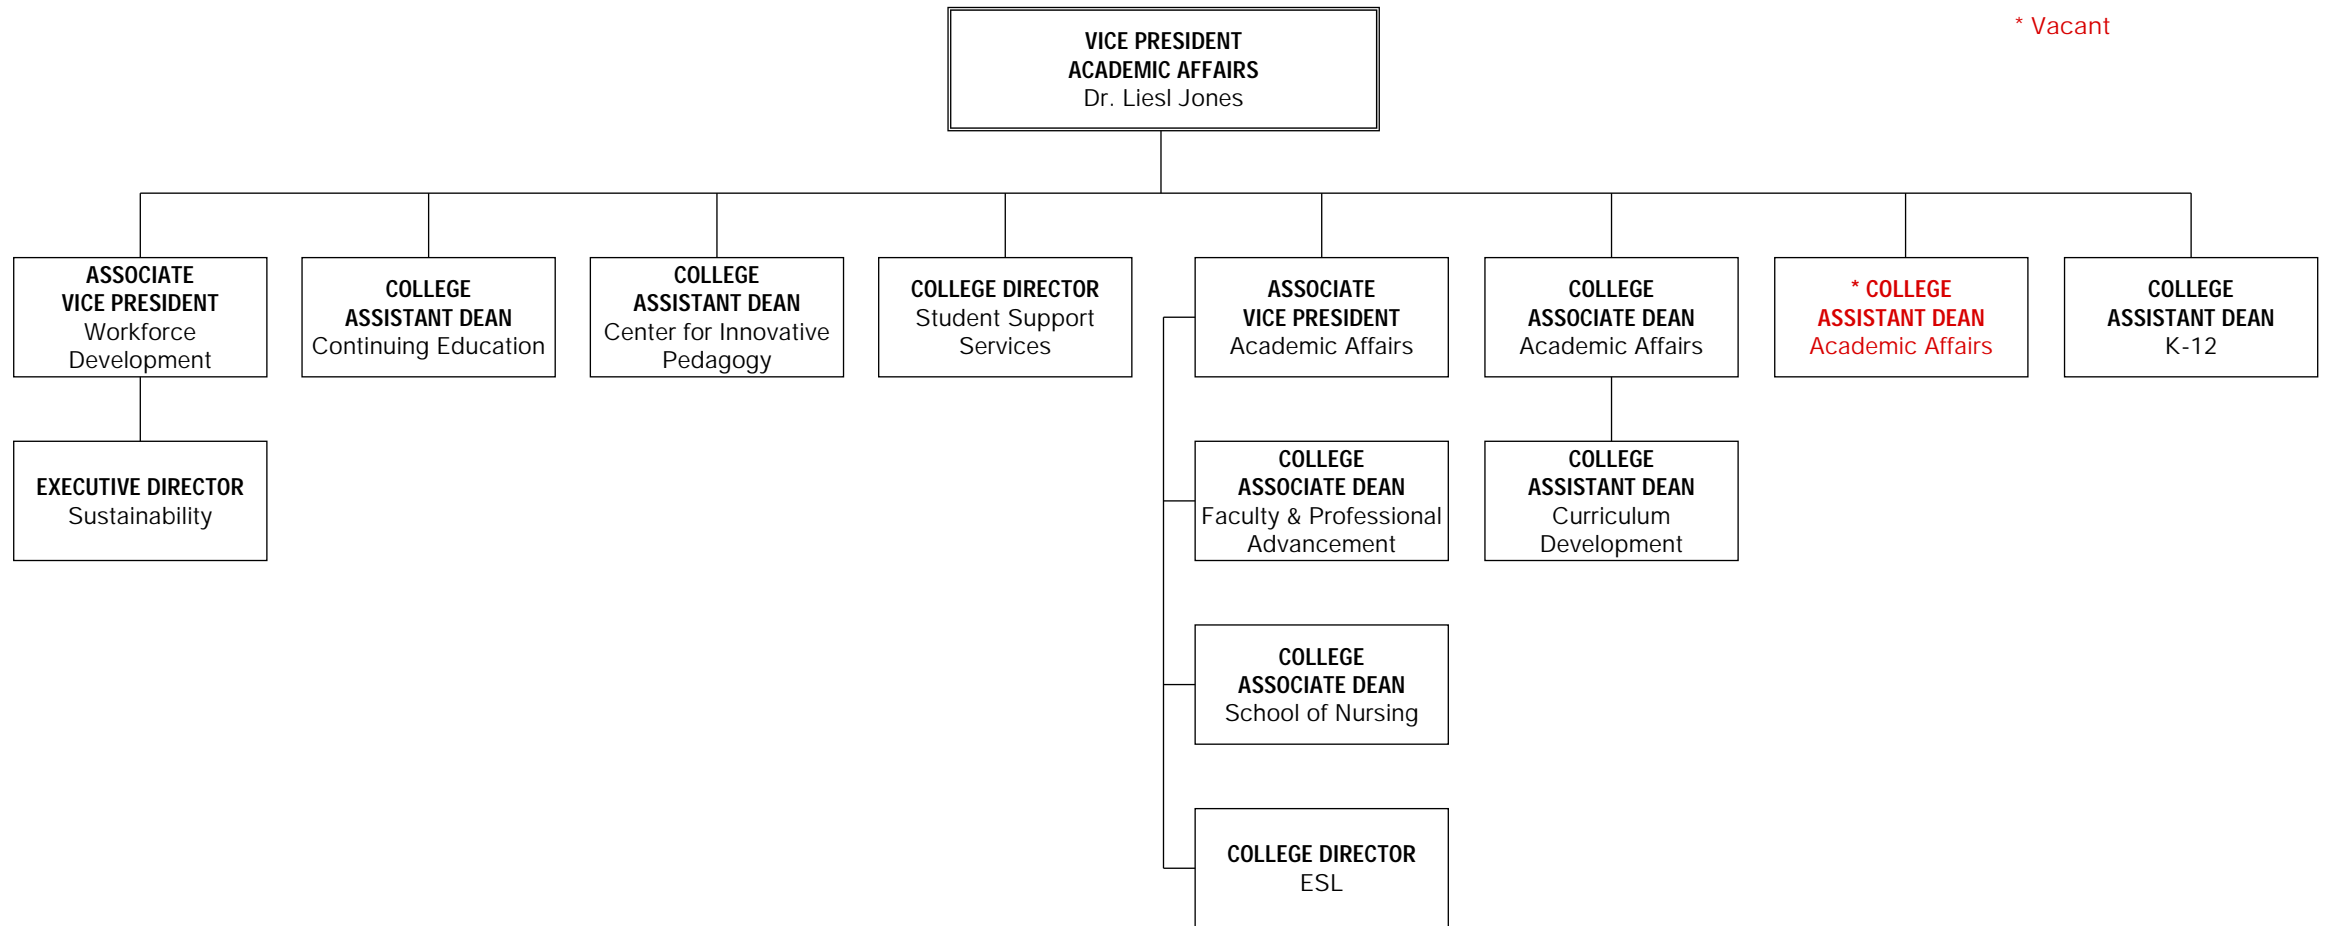 * Vacant
VICE PRESIDENT
ACADEMIC AFFAIRS
Dr. Liesl Jones
ASSOCIATE
VICE PRESIDENT
Workforce
Development
COLLEGE
ASSISTANT DEAN
Continuing Education
COLLEGE
ASSISTANT DEAN
Center for Innovative
Pedagogy
COLLEGE DIRECTOR
Student Support
Services
ASSOCIATE
VICE PRESIDENT
Academic Affairs
COLLEGE
ASSOCIATE DEAN
Academic Affairs
* COLLEGE
ASSISTANT DEAN
Academic Affairs
COLLEGE
ASSISTANT DEAN
K-12
EXECUTIVE DIRECTOR
Sustainability
COLLEGE
ASSOCIATE DEAN
Faculty & Professional
Advancement
COLLEGE
ASSISTANT DEAN
Curriculum
Development
COLLEGE
ASSOCIATE DEAN
School of Nursing
COLLEGE DIRECTOR
ESL